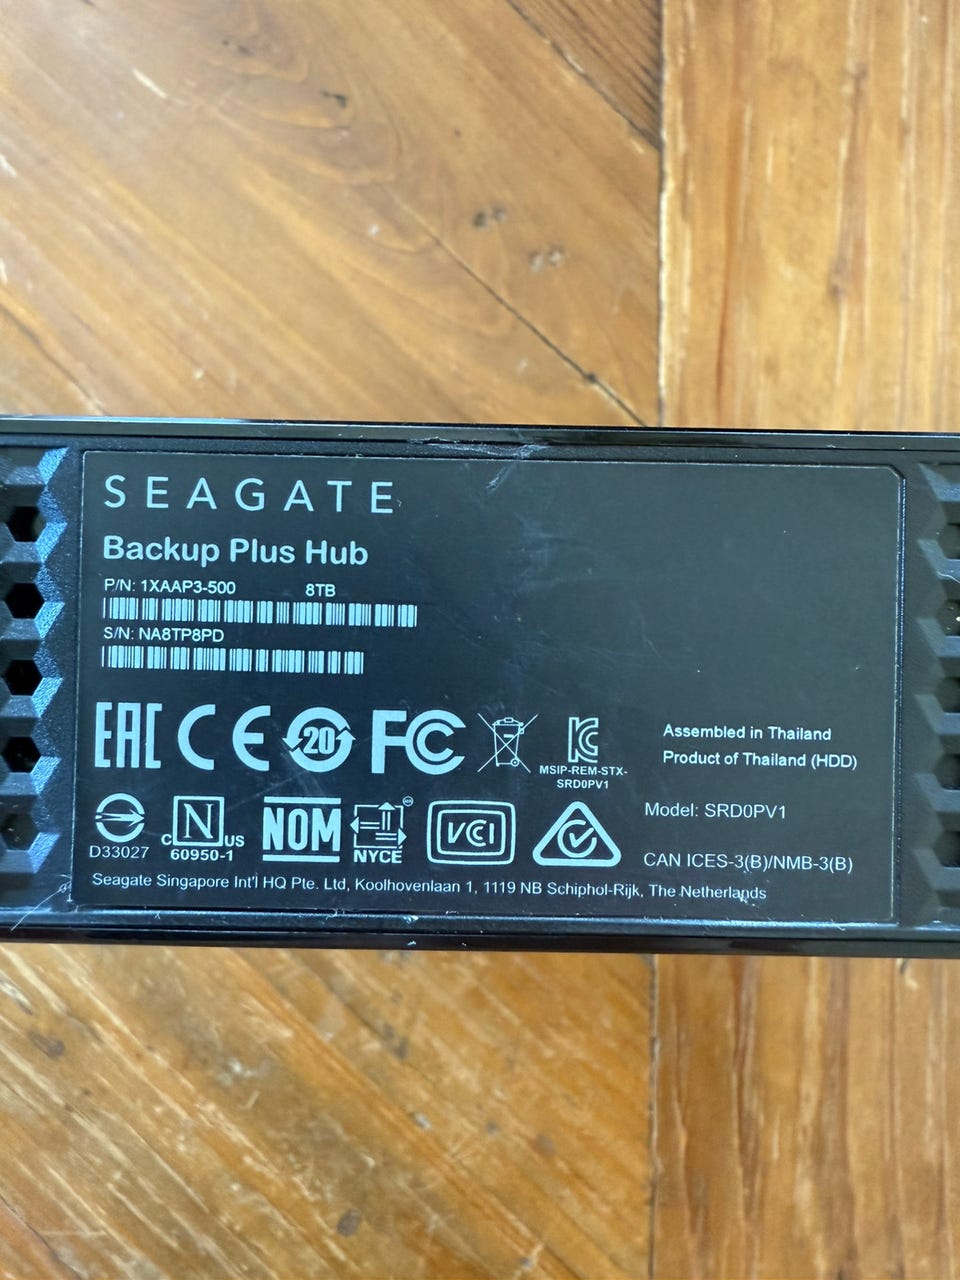 SEAGATE
Backup Plus Hub
P/N: 1XAAP3-500 8TB
S/N: NA8TP8PD
EAC CE 20 FC
MSIP-REM-STX-
SRD0PV1
Assembled in Thailand
Product of Thailand (HDD)
Model: SRD0PV1
D33027
C N US
60950-1
NOM
NYCE
VCI
CAN ICES-3(B)/NMB-3(B)
Seagate Singapore Int'l HQ Pte. Ltd, Koolhovenlaan 1, 1119 NB Schiphol-Rijk, The Netherlands